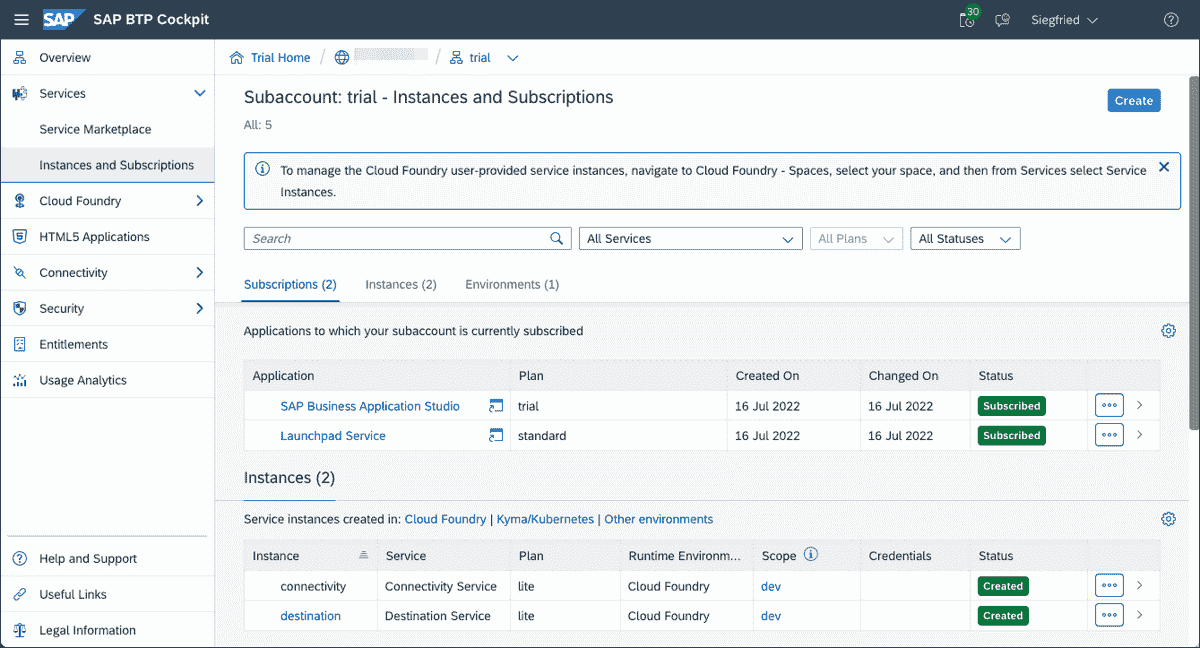 SAP SAP BTP Cockpit 30 Siegfried
Overview
Services
Service Marketplace
Instances and Subscriptions
Cloud Foundry
HTML5 Applications
Connectivity
Security
Entitlements
Usage Analytics
Help and Support
Useful Links
Legal Information
Trial Home / / trial
Subaccount: trial - Instances and Subscriptions
Create
All: 5
To manage the Cloud Foundry user-provided service instances, navigate to Cloud Foundry - Spaces, select your space, and then from Services select Service
Instances.
Search All Services All Plans All Statuses
Subscriptions (2) Instances (2) Environments (1)
Applications to which your subaccount is currently subscribed
Application Plan Created On Changed On Status
SAP Business Application Studio trial 16 Jul 2022 16 Jul 2022 Subscribed
Launchpad Service standard 16 Jul 2022 16 Jul 2022 Subscribed
Instances (2)
Service instances created in: Cloud Foundry | Kyma/Kubernetes | Other environments
Instance Service Plan Runtime Environm... Scope Credentials Status
connectivity Connectivity Service lite Cloud Foundry dev Created
destination Destination Service lite Cloud Foundry dev Created